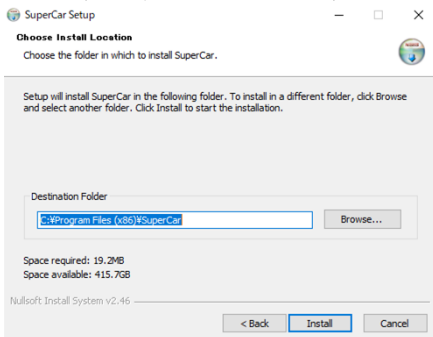 SuperCar Setup
Choose Install Location
Choose the folder in which to install SuperCar.
Setup will install SuperCar in the following folder. To install in a different folder, click Browse
and select another folder. Click Install to start the installation.
Destination Folder
C:¥Program Files (x86)¥SuperCar
Browse...
Space required: 19.2MB
Space available: 415.7GB
Nullsoft Install System v2.46
< Back
Install
Cancel